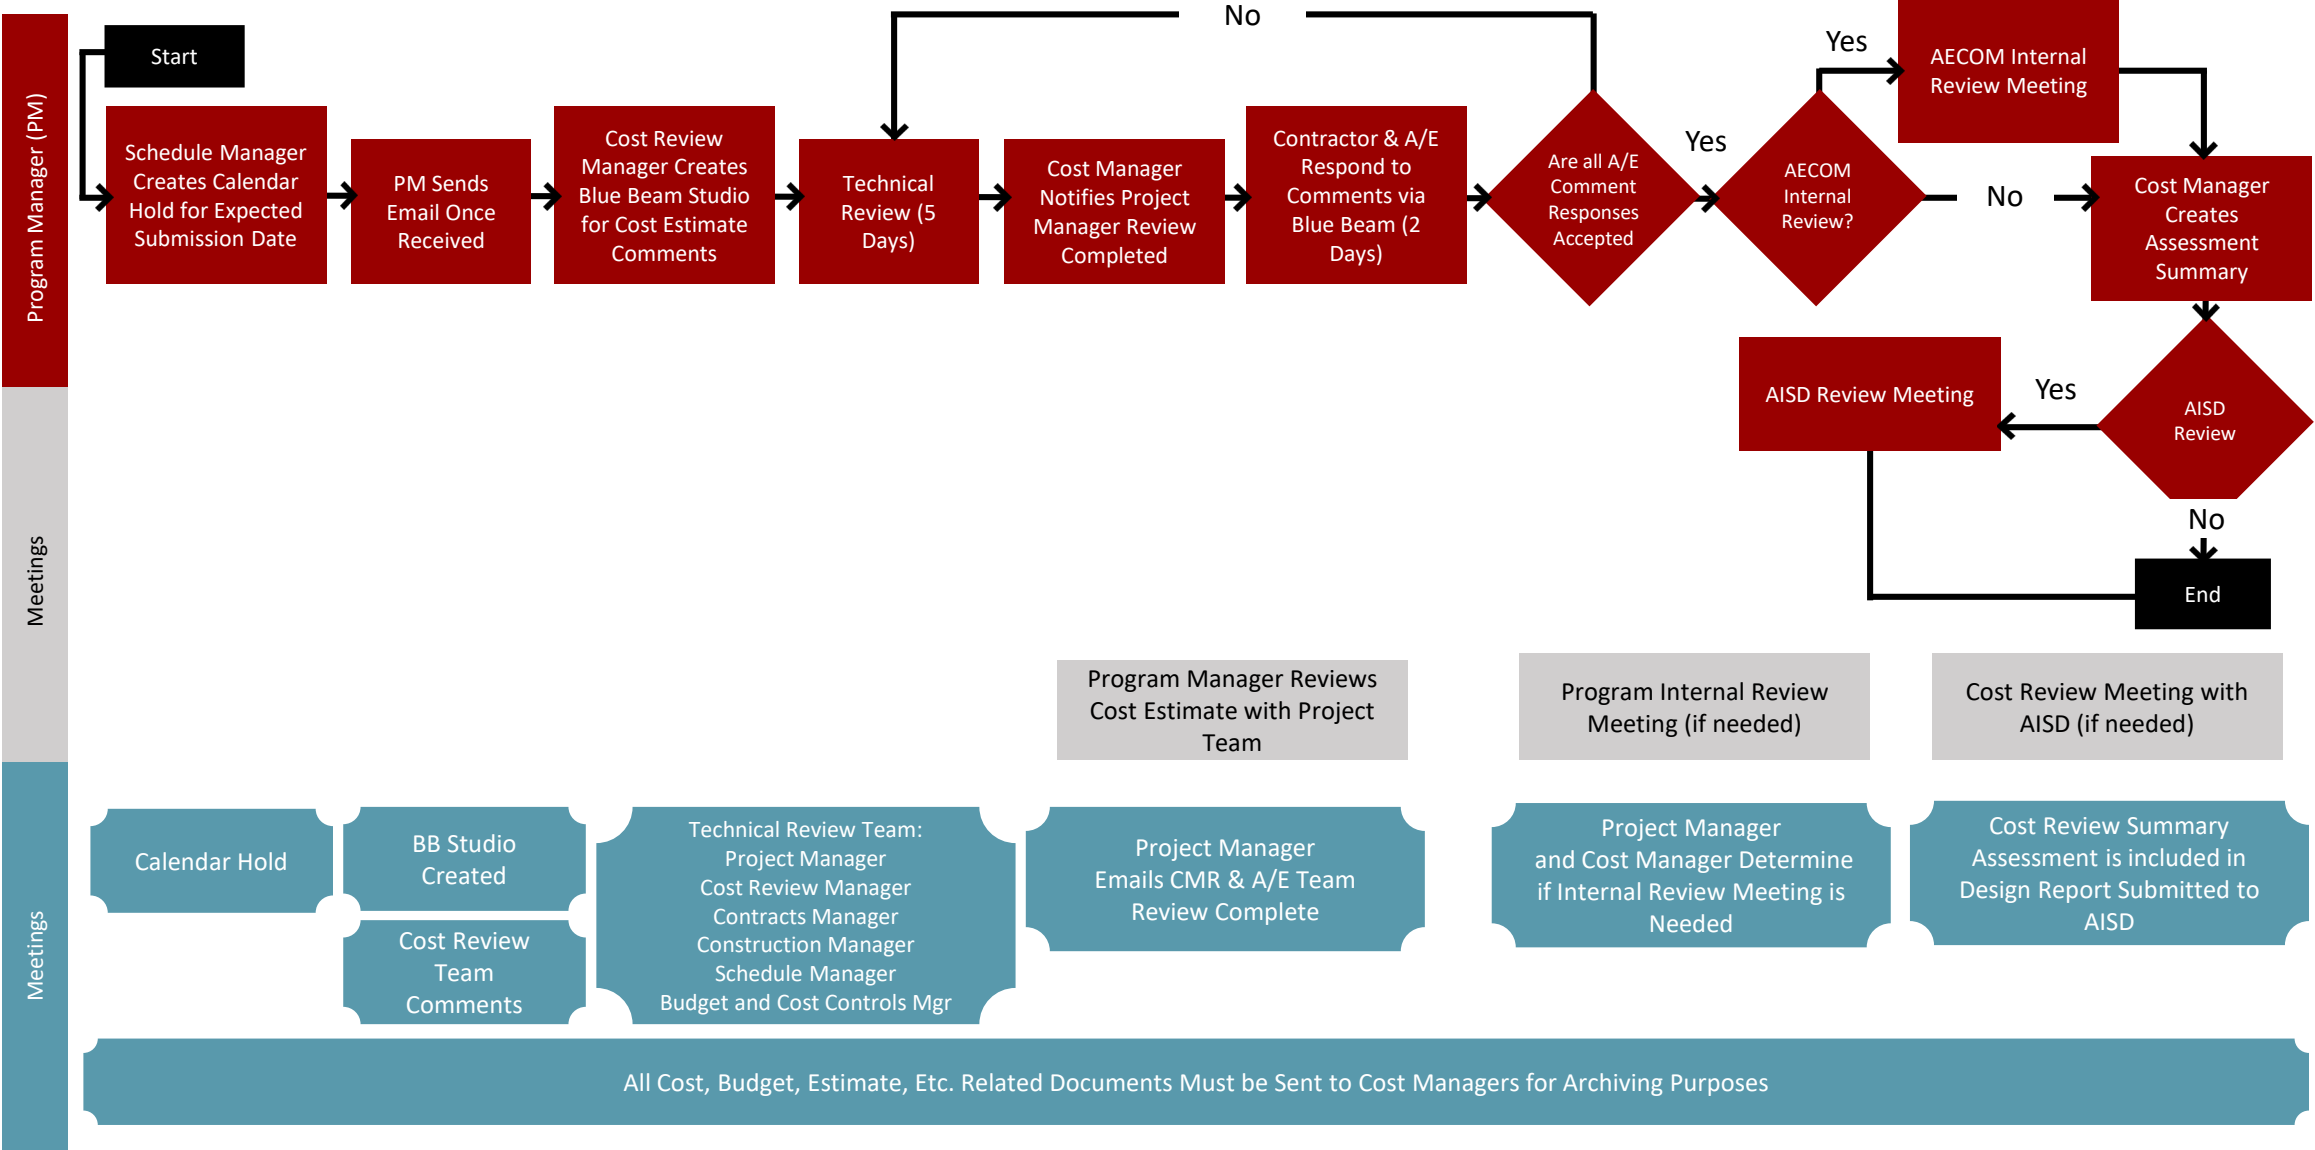 No
Yes
Start
AECOM Internal
Review Meeting
Program Manager (PM)
Schedule Manager
Creates Calendar
Hold for Expected
Submission Date
PM Sends
Email Once
Received
Cost Review
Manager Creates
Blue Beam Studio
for Cost Estimate
Comments
Technical
Review (5
Days)
Cost Manager
Notifies Project
Manager Review
Completed
Contractor & A/E
Respond to
Comments via
Blue Beam (2
Days)
Are all A/E
Comment
Responses
Accepted
Yes
AECOM
Internal
Review?
No
Cost Manager
Creates
Assessment
Summary
AISD Review Meeting
Yes
AISD
Review
No
End
Meetings
Program Manager Reviews
Cost Estimate with Project
Team
Program Internal Review
Meeting (if needed)
Cost Review Meeting with
AISD (if needed)
Meetings
Calendar Hold
BB Studio
Created
Cost Review
Team
Comments
Technical Review Team:
Project Manager
Cost Review Manager
Contracts Manager
Construction Manager
Schedule Manager
Budget and Cost Controls Mgr
Project Manager
Emails CMR & A/E Team
Review Complete
Project Manager
and Cost Manager Determine
if Internal Review Meeting is
Needed
Cost Review Summary
Assessment is included in
Design Report Submitted to
AISD
All Cost, Budget, Estimate, Etc. Related Documents Must be Sent to Cost Managers for Archiving Purposes